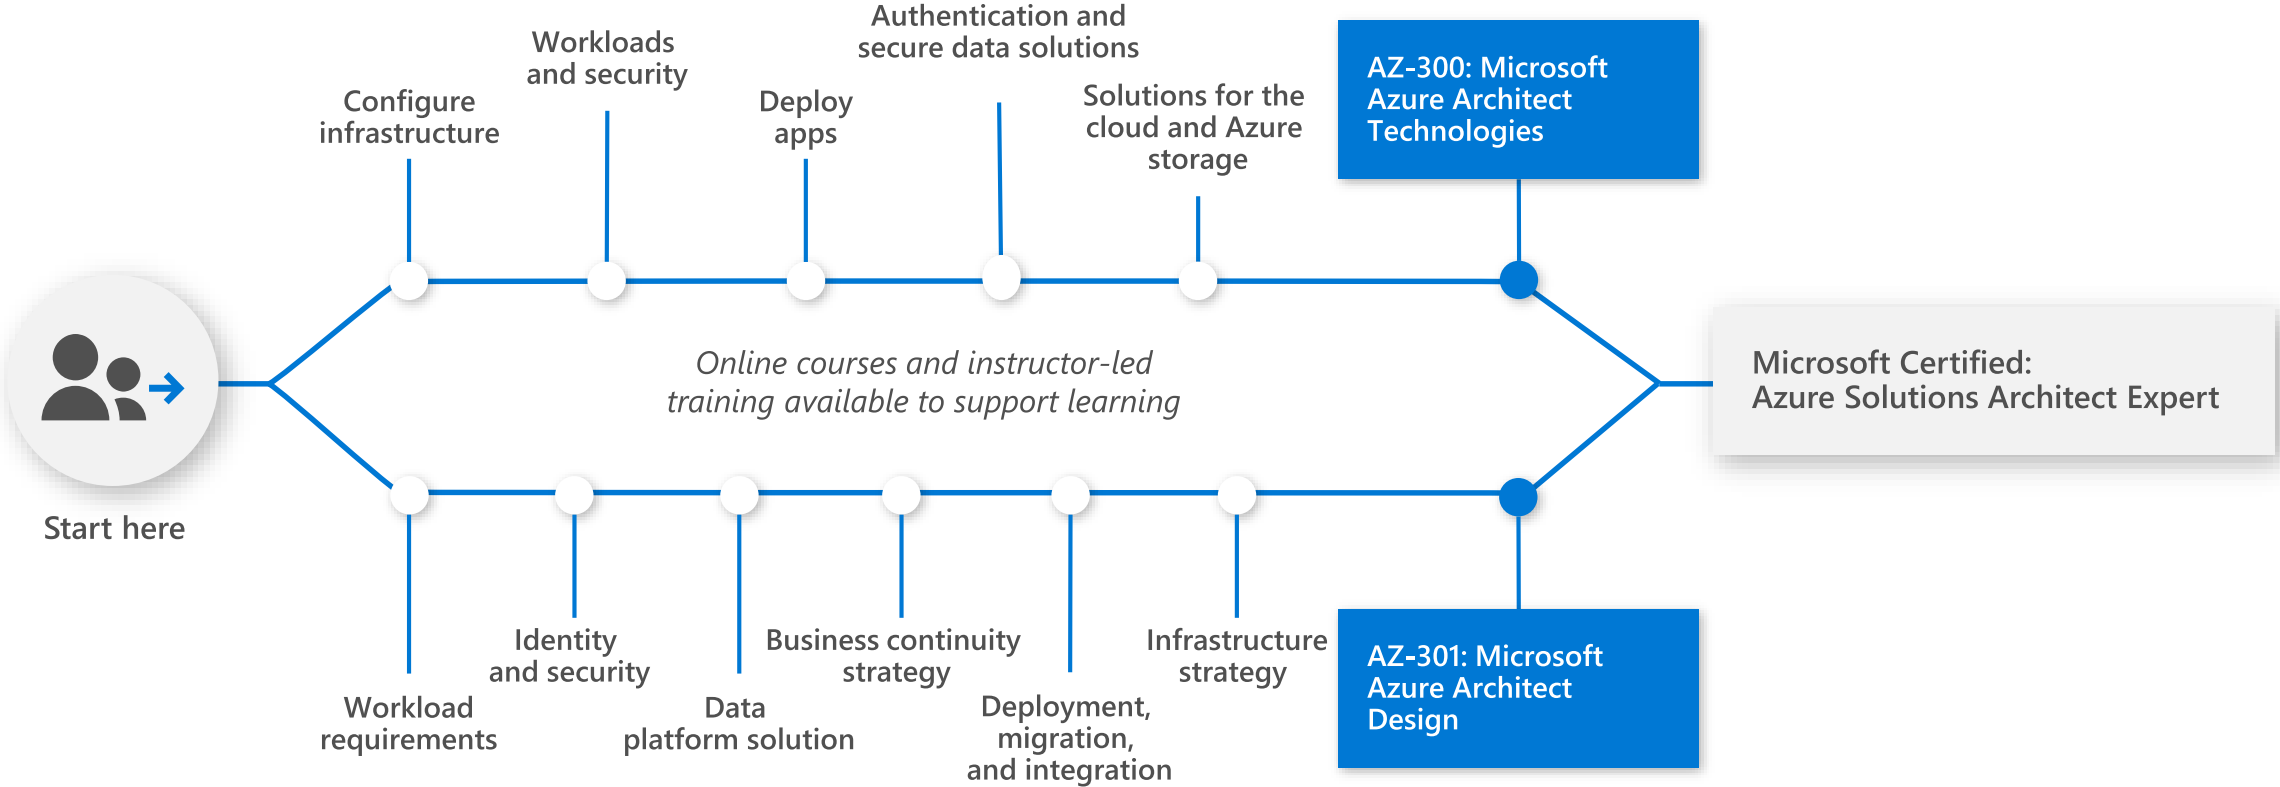 Authentication and
secure data solutions
Workloads
and security
Configure
infrastructure
Deploy
apps
Solutions for the
cloud and Azure
storage
AZ-300: Microsoft
Azure Architect
Technologies
Online courses and instructor-led
training available to support learning
Microsoft Certified:
Azure Solutions Architect Expert
Start here
Workload
requirements
Identity
and security
Data
platform solution
Business continuity
strategy
Deployment,
migration,
and integration
Infrastructure
strategy
AZ-301: Microsoft
Azure Architect
Design